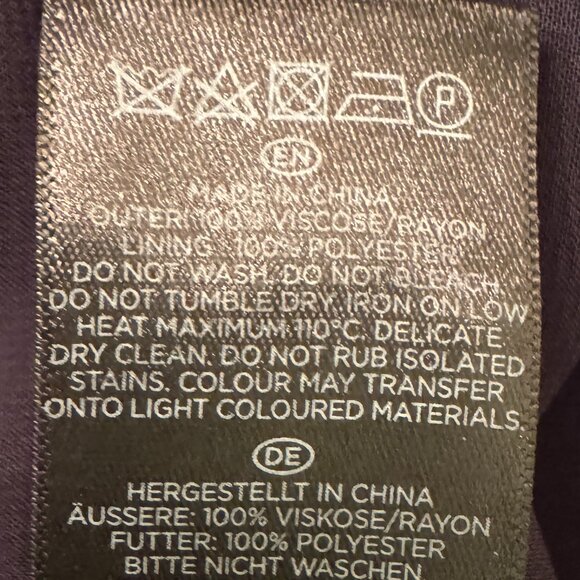 P
EN
MADE IN CHINA
OUTER: 100% VISCOSE/RAYON
LINING : 100% POLYESTER
DO NOT WASH. DO NOT BLEACH.
DO NOT TUMBLE DRY. IRON ON LOW
HEAT MAXIMUM 110°C. DELICATE
DRY CLEAN. DO NOT RUB ISOLATED
STAINS. COLOUR MAY TRANSFER
ONTO LIGHT COLOURED MATERIALS.
DE
HERGESTELLT IN CHINA
ÄUSSERE: 100% VISKOSE/RAYON
FUTTER: 100% POLYESTER
BITTE NICHT WASCHEN